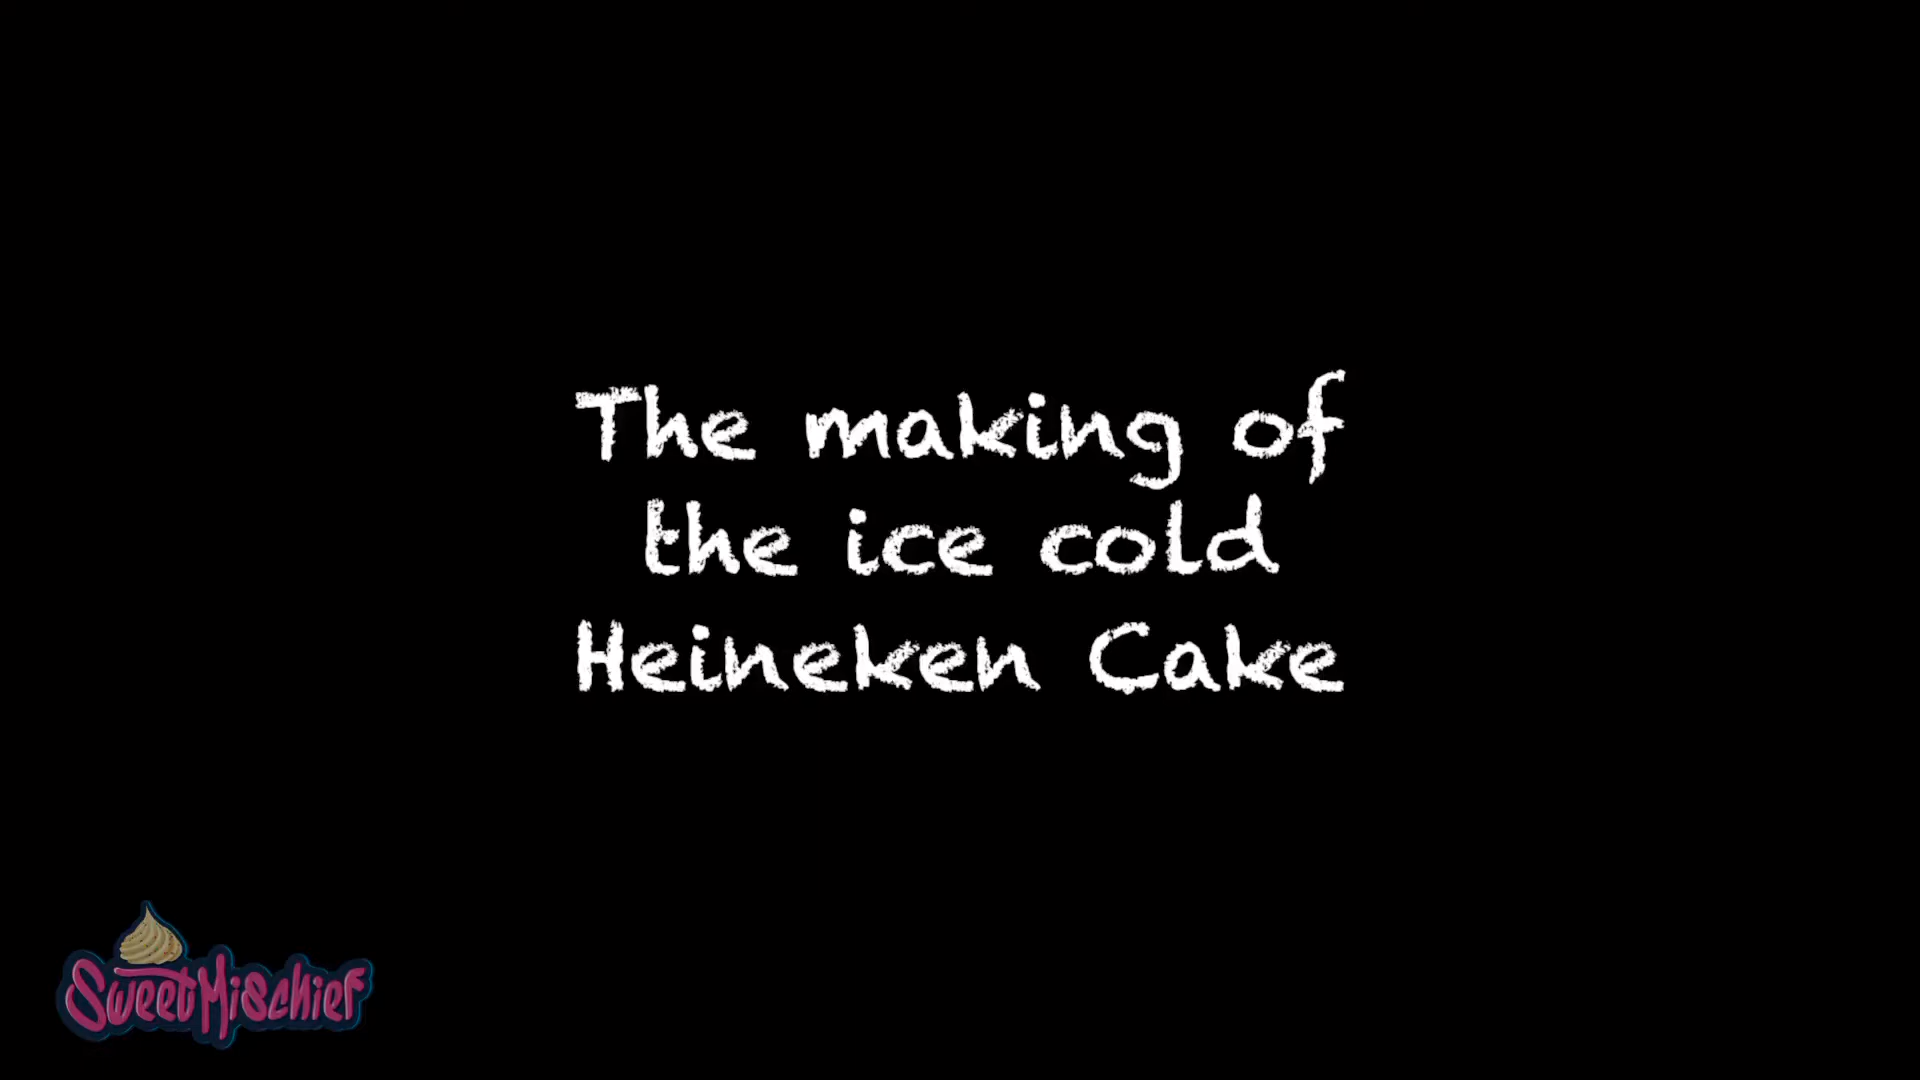 The making of
the ice cold
Heineken Cake
SweetMischief